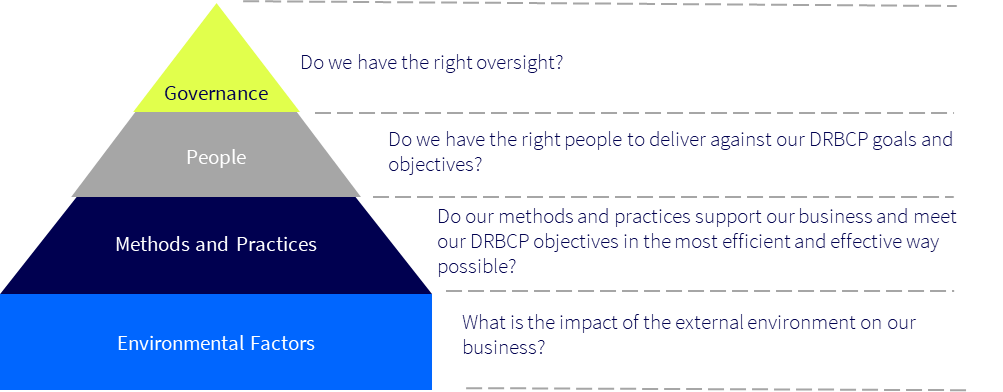 Do we have the right oversight?
Governance
Do we have the right people to deliver against our DRBCP goals and
objectives?
People
Do our methods and practices support our business and meet
our DRBCP objectives in the most efficient and effective way
possible?
Methods and Practices
What is the impact of the external environment on our
business?
Environmental Factors